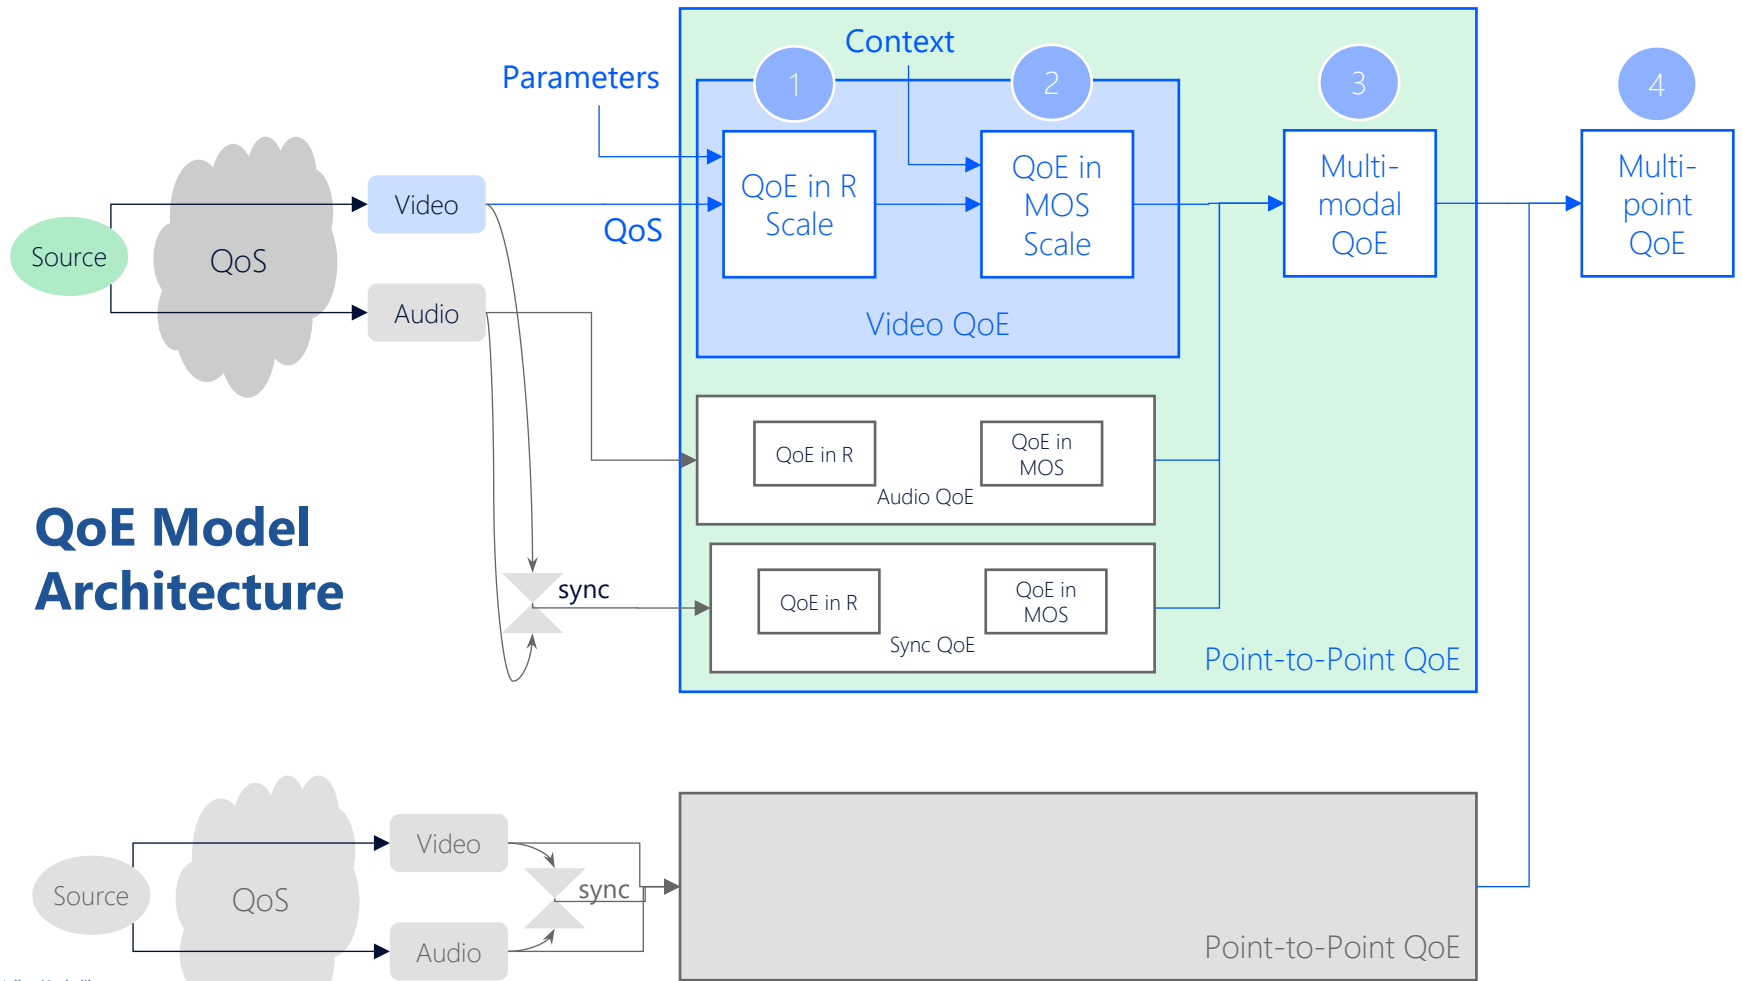 Context
Parameters
1
2
3
4
QoE in R
Scale
QoE in
MOS
Scale
Multi-
modal
QoE
Multi-
point
QoE
Video
Source
QoS
QoS
Audio
Video QoE
QoE in R
QoE in
MOS
Audio QoE
QoE Model
Architecture
sync
QoE in R
QoE in
MOS
Sync QoE
Point-to-Point QoE
Video
Source
QoS
sync
Audio
Point-to-Point QoE